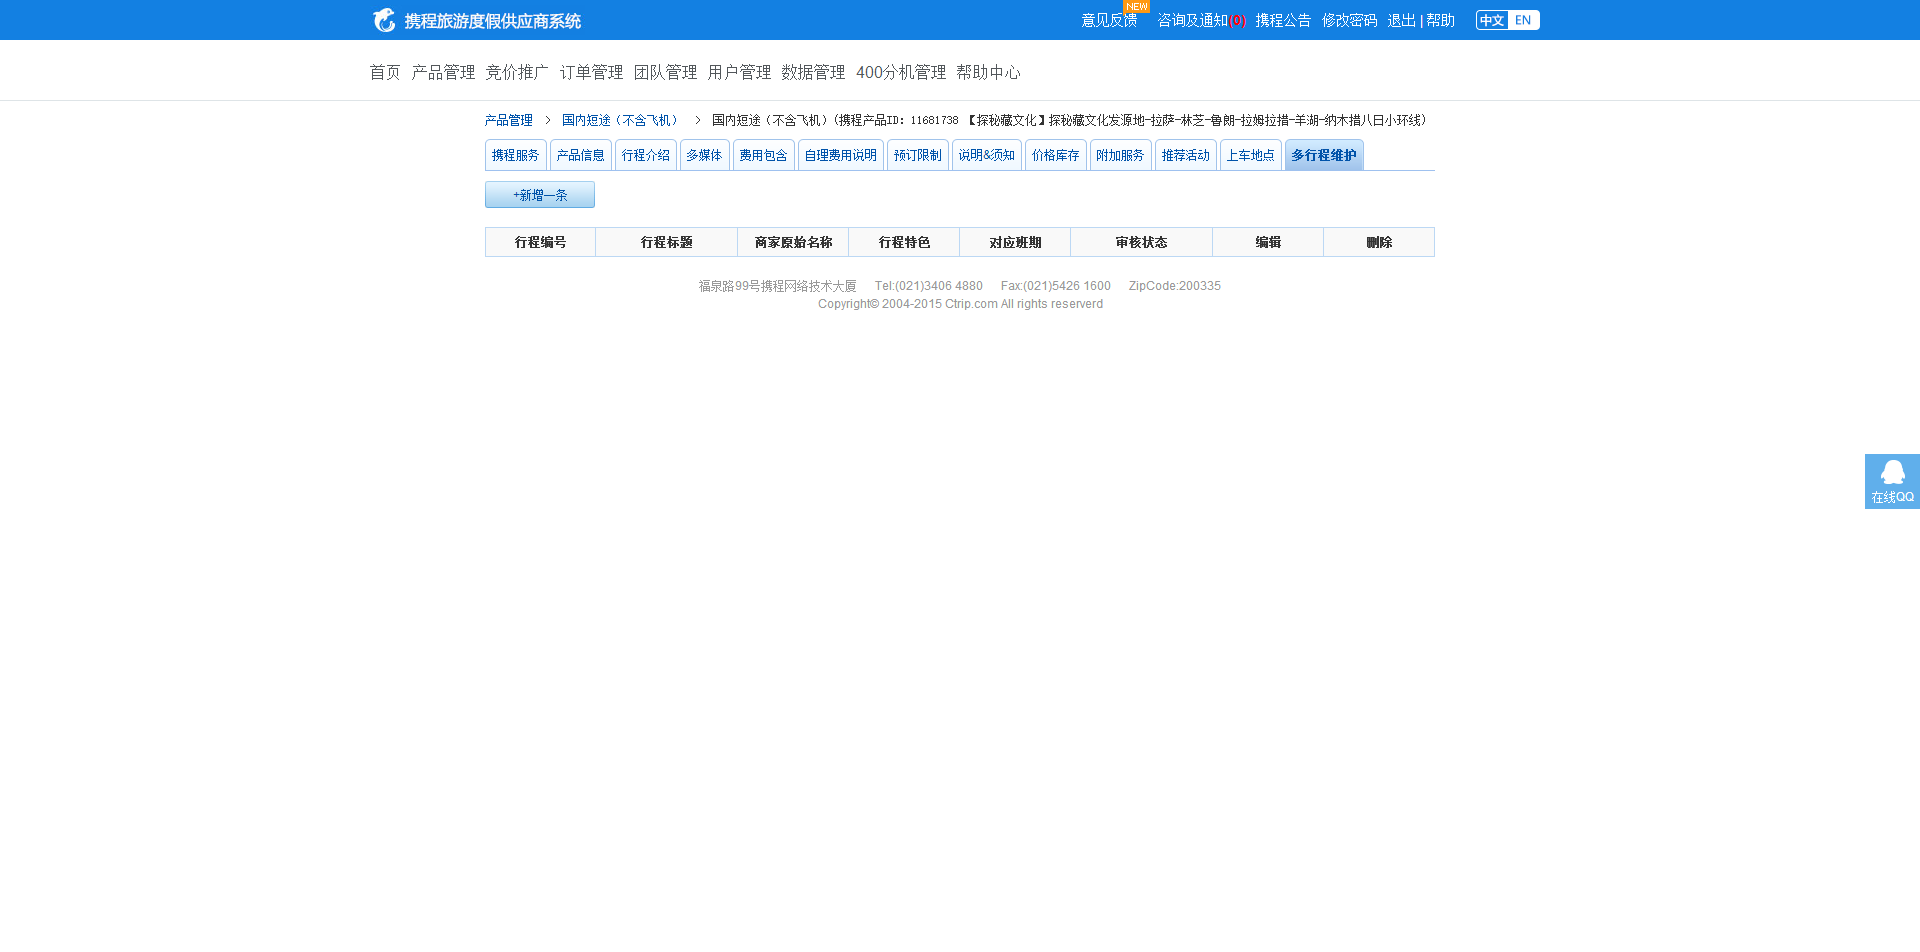 携程旅游度假供应商系统 意见反馈 NEW 咨询及通知(0) 携程公告 修改密码 退出 | 帮助 中文 EN
首页 产品管理 竞价推广 订单管理 团队管理 用户管理 数据管理 400分机管理 帮助中心
产品管理 > 国内短途（不含飞机） > 国内短途（不含飞机）(携程产品ID: 11681738 【探秘藏文化】探秘藏文化发源地-拉萨-林芝-鲁朗-拉姆拉措-羊湖-纳木措八日小环线)
携程服务 产品信息 行程介绍 多媒体 费用包含 自理费用说明 预订限制 说明&须知 价格库存 附加服务 推荐活动 上车地点 多行程维护
+新增一条
行程编号 行程标题 商家原始名称 行程特色 对应班期 审核状态 编辑 删除
福泉路99号携程网络技术大厦 Tel:(021)3406 4880 Fax:(021)5426 1600 ZipCode:200335
Copyright© 2004-2015 Ctrip.com All rights reserverd
在线QQ